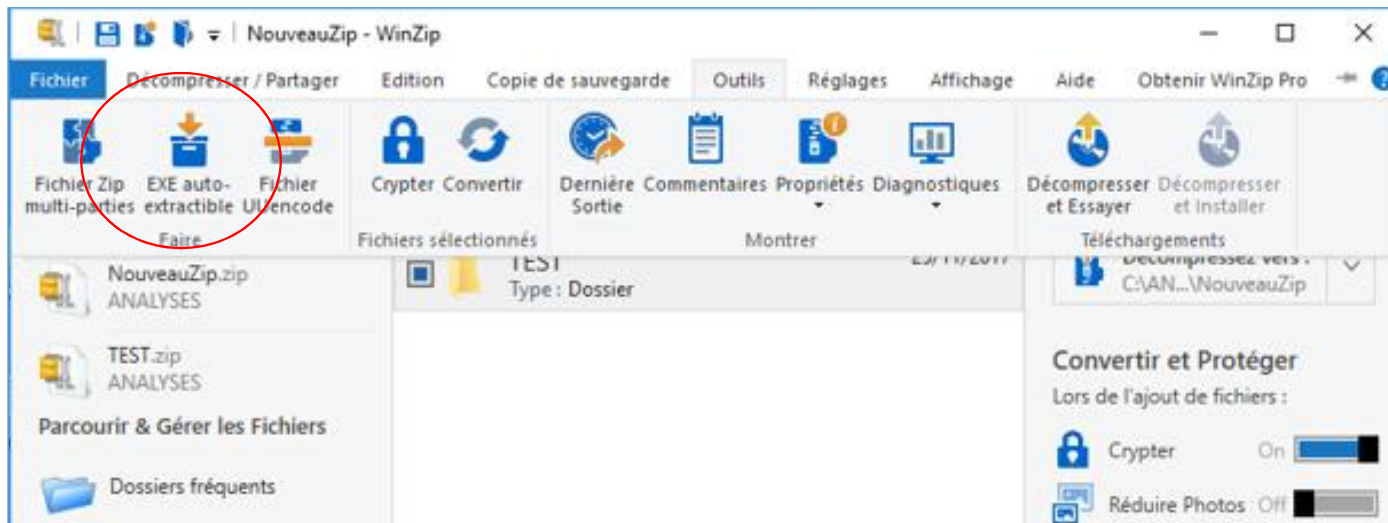 NouveauZip - WinZip
Fichier Décompresser / Partager Edition Copie de sauvegarde Outils Réglages Affichage Aide Obtenir WinZip Pro
Fichier Zip multi-parties
EXE auto-extractible
Fichier UUencode
Faire
Crypter
Convertir
Fichiers sélectionnés
Dernière Sortie
Commentaires
Propriétés
Diagnostiques
Montrer
Décompresser et Essayer
Décompresser et Installer
Téléchargements
NouveauZip.zip
ANALYSES
TEST.zip
ANALYSES
Parcourir & Gérer les Fichiers
Dossiers fréquents
TEST
Type : Dossier
Décompressez vers :
C:\AN...\NouveauZip
Convertir et Protéger
Lors de l'ajout de fichiers :
Crypter On
Réduire Photos Off